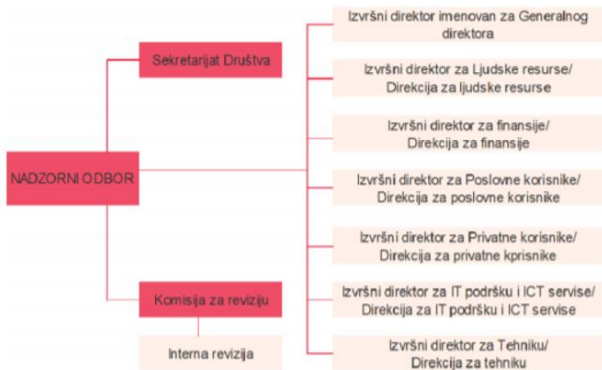 NADZORNI ODBOR
Sekretarijat Društva
Komisija za reviziju
Interna revizija
Izvršni direktor imenovan za Generalnog
direktora
Izvršni direktor za Ljudske resurse/
Direkcija za ljudske resurse
Izvršni direktor za finansije/
Direkcija za finansije
Izvršni direktor za Poslovne korisnike/
Direkcija za poslovne korisnike
Izvršni direktor za Privatne korisnike/
Direkcija za privatne kprisnike
Izvršni direktor za IT podršku i ICT servise/
Direkcija za IT podršku i ICT servise
Izvršni direktor za Tehniku/
Direkcija za tehniku